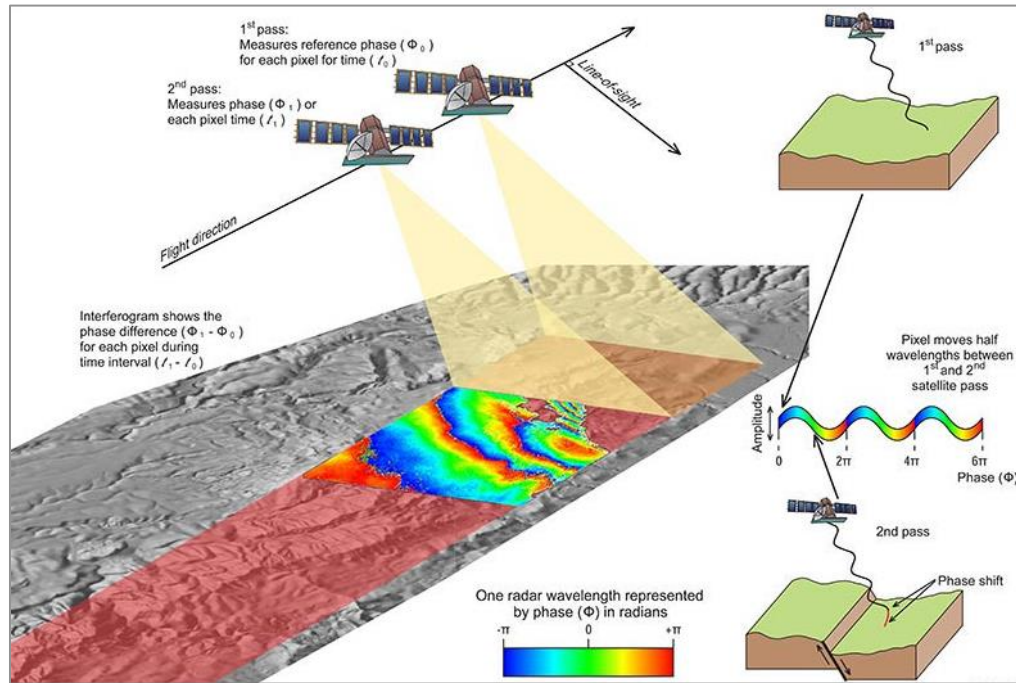 1st pass:
Measures reference phase (Φ₀)
for each pixel for time (t₀)
2nd pass:
Measures phase (Φ₁) or
each pixel time (t₁)
Line-of-sight
Flight direction
1st pass
Interferogram shows the
phase difference (Φ₁ - Φ₀)
for each pixel during
time interval (t₁ - t₀)
Pixel moves half
wavelengths between
1st and 2nd
satellite pass
Amplitude
0 2π 4π 6π
Phase (Φ)
2nd pass
Phase shift
One radar wavelength represented
by phase (Φ) in radians
-π 0 +π